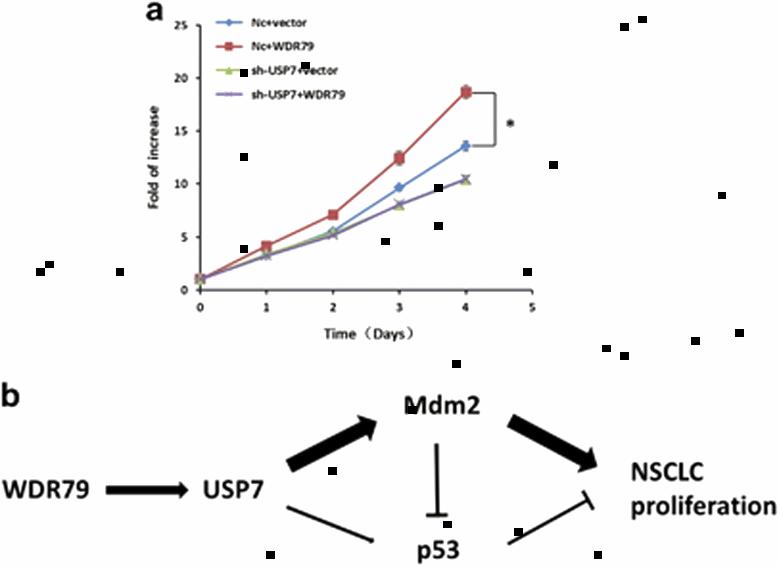 a
25
20
15
10
5
0
0 1 2 3 4 5
Fold of increase
Time（Days）
Nc+vector
Nc+WDR79
sh-USP7+vector
sh-USP7+WDR79
*
b
WDR79
USP7
Mdm2
p53
NSCLC
proliferation